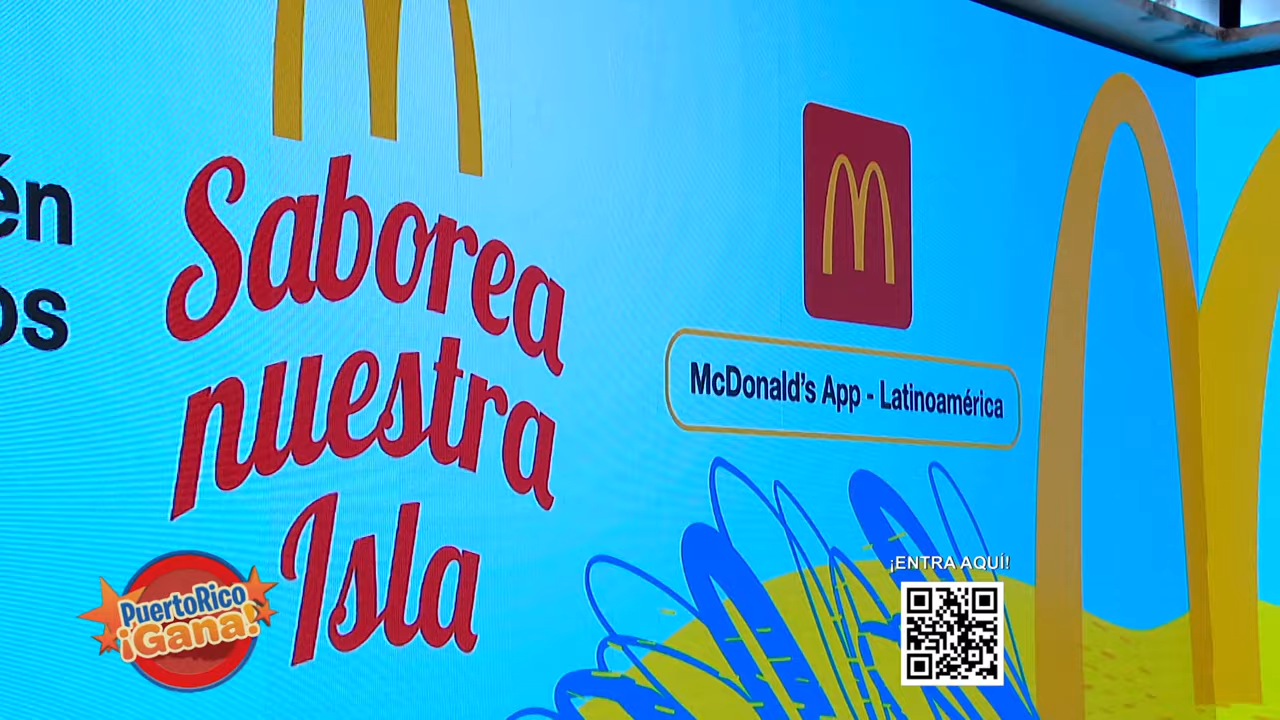 Saborea
nuestra
Isla
McDonald's App - Latinoamérica
¡ENTRA AQUÍ!
PuertoRico
¡Gana!